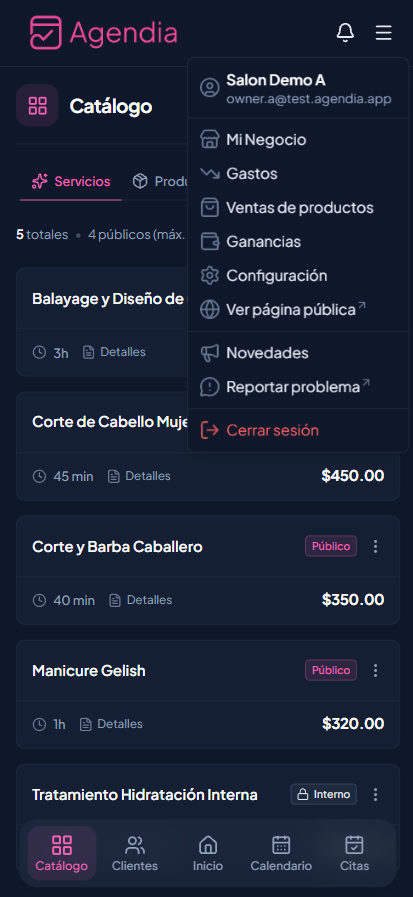 Agendia
Salon Demo A
owner.a@test.agendia.app
Catálogo
Mi Negocio
Gastos
Ventas de productos
Ganancias
Configuración
Ver página pública
Novedades
Reportar problema
Cerrar sesión
Servicios
5 totales • 4 públicos (máx.
Balayage y Diseño de
3h Detalles
Corte de Cabello
45 min Detalles $450.00
Corte y Barba Caballero Público
40 min Detalles $350.00
Manicure Gelish Público
1h Detalles $320.00
Tratamiento Hidratación Interna Interno
Catálogo Clientes Inicio Calendario Citas